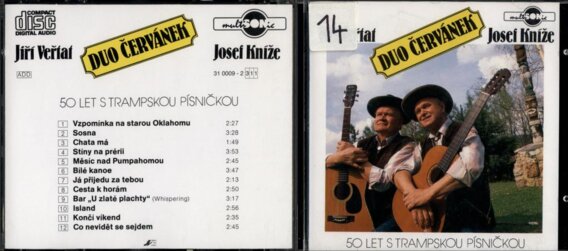 COMPACT
disc
DIGITAL AUDIO
multiSONIC
Jiří Veřtat
DUO ČERVÁNEK
Josef Kníže
ADD
31 0009 - 2 311
50 LET S TRAMPSKOU PÍSNIČKOU
1 Vzpomínka na starou Oklahomu 2:27
2 Sosna 3:28
3 Chata má 1:49
4 Stíny na prérii 3:53
5 Měsíc nad Pumpahomou 2:45
6 Bílé kanoe 3:47
7 Já přijedu za tebou 2:13
8 Cesta k horám 2:50
9 Bar „U zlaté plachty" (Whispering) 3:01
10 Island 2:56
11 Končí víkend 2:35
12 Co nevidět se sejdem 2:45
14
multiSONIC
Veřtat
DUO ČERVÁNEK
Josef Kníže
50 LET S TRAMPSKOU PÍSNIČKOU